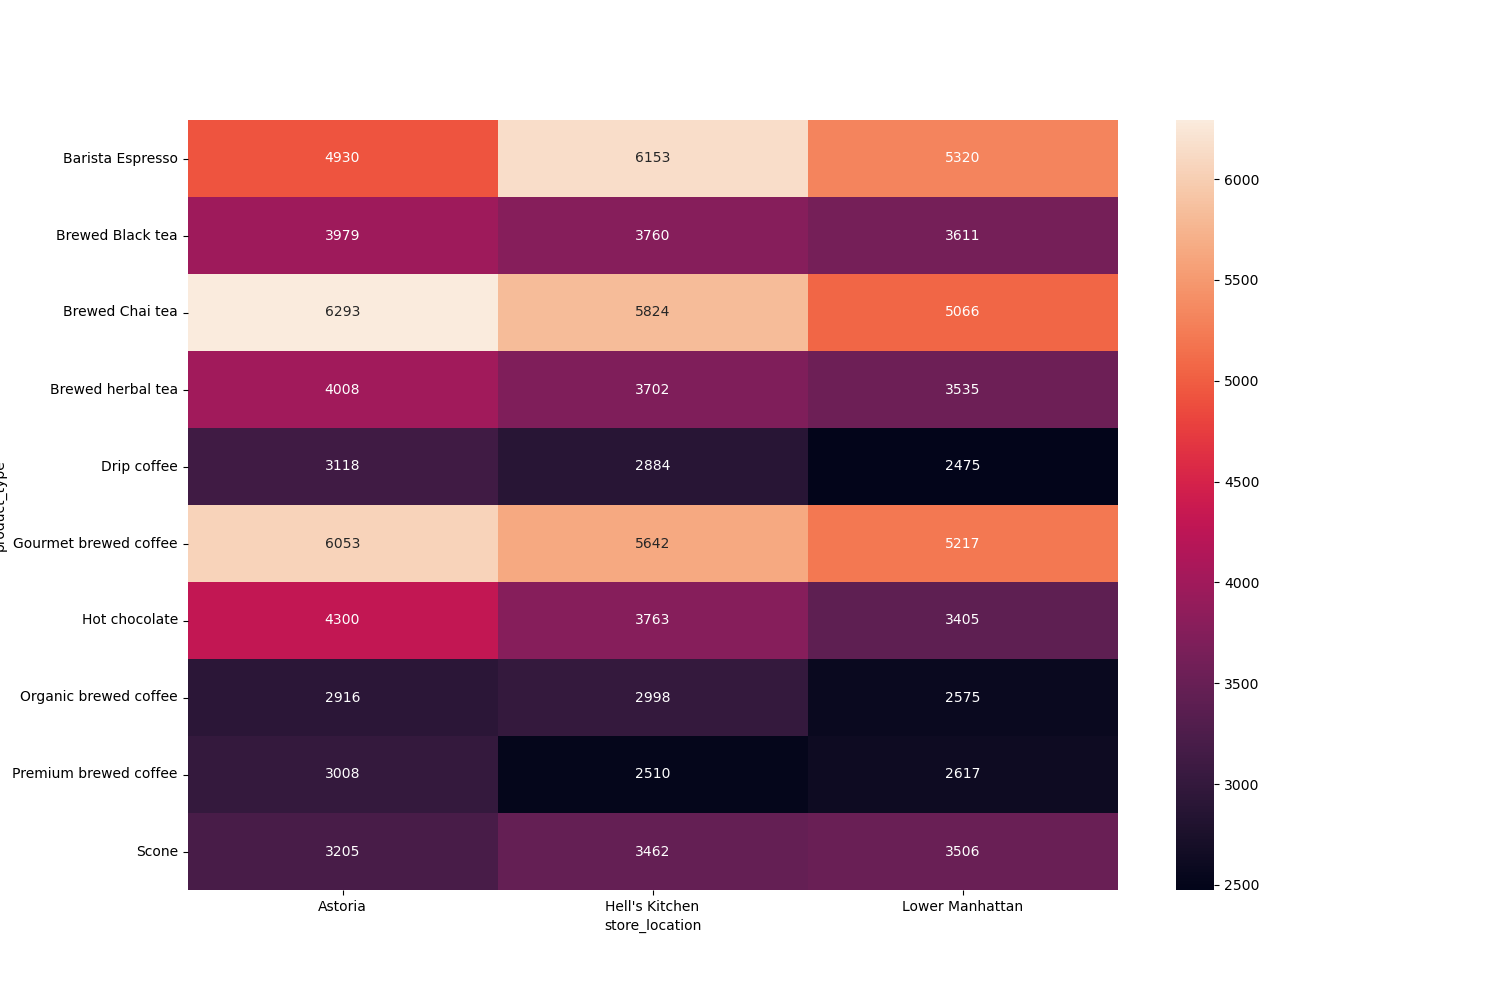 Barista Espresso 4930 6153 5320
Brewed Black tea 3979 3760 3611
Brewed Chai tea 6293 5824 5066
Brewed herbal tea 4008 3702 3535
Drip coffee 3118 2884 2475
Gourmet brewed coffee 6053 5642 5217
Hot chocolate 4300 3763 3405
Organic brewed coffee 2916 2998 2575
Premium brewed coffee 3008 2510 2617
Scone 3205 3462 3506
Astoria Hell's Kitchen Lower Manhattan
store_location
product_type
6000
5500
5000
4500
4000
3500
3000
2500